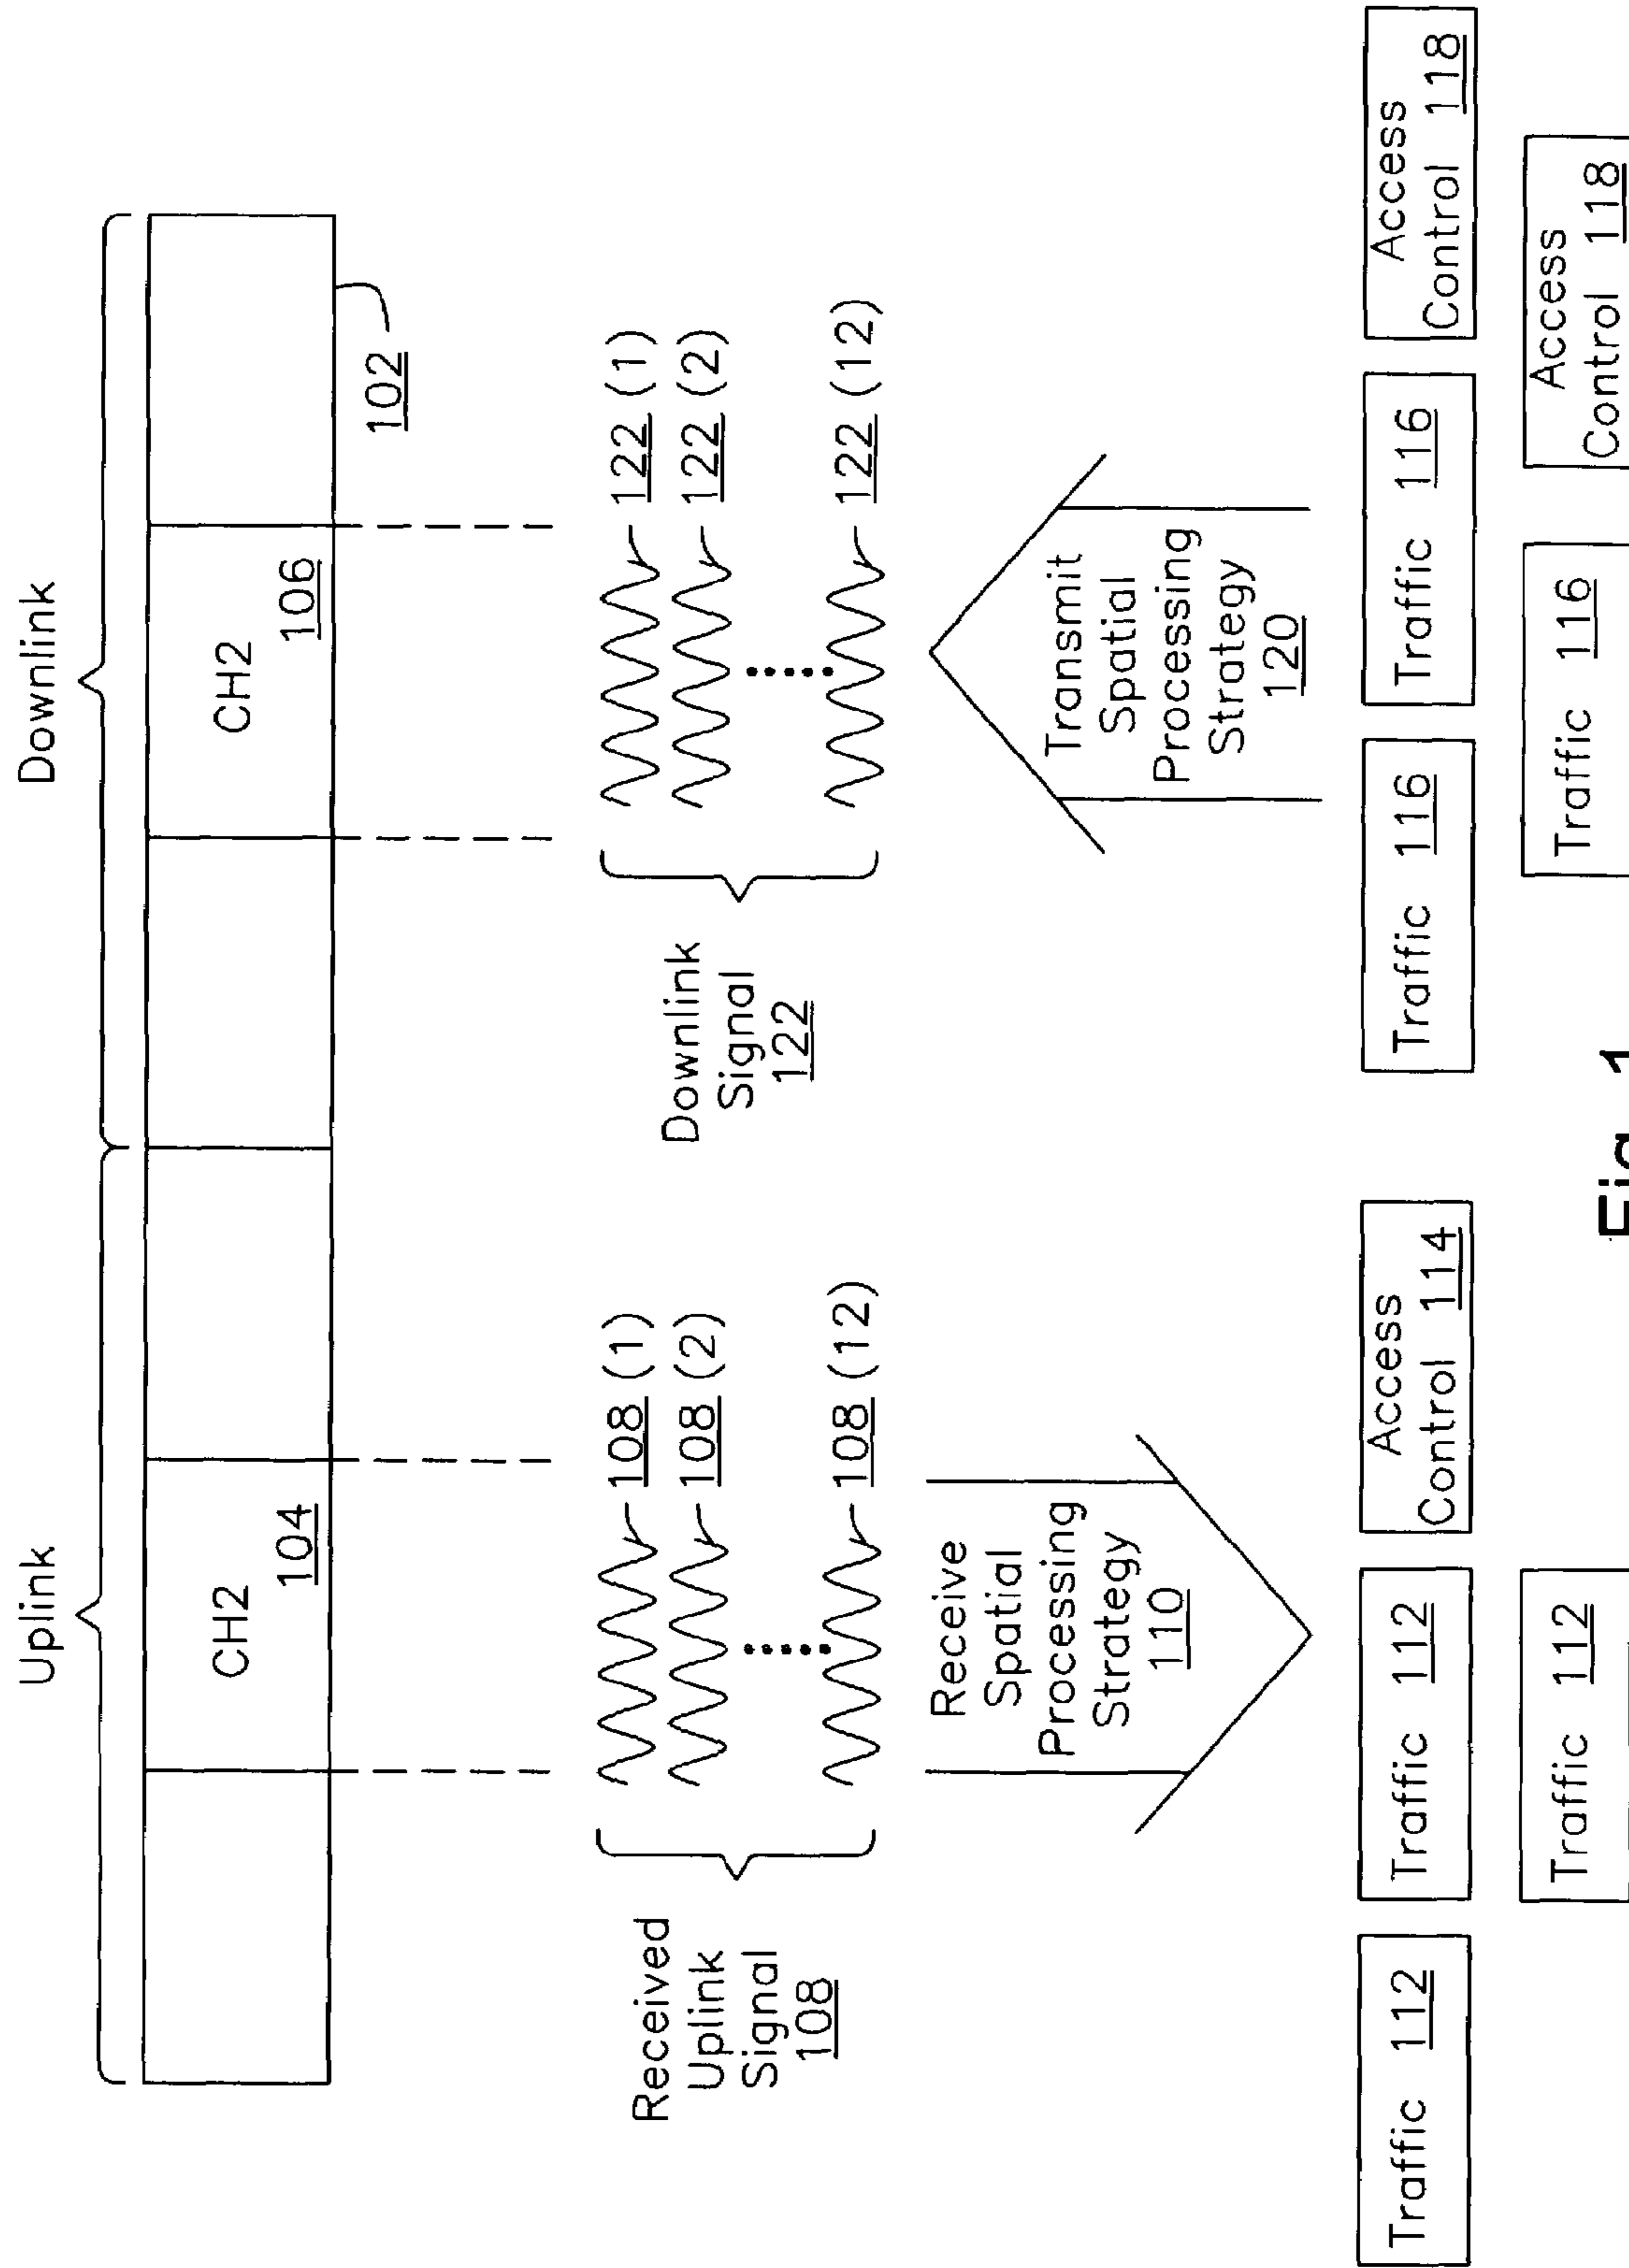 Uplink
Downlink
CH2
104
CH2
106
102
Received
Uplink
Signal
108
108 (1)
108 (2)
108 (12)
Downlink
Signal
122
122 (1)
122 (2)
122 (12)
Receive
Spatial
Processing
Strategy
110
Transmit
Spatial
Processing
Strategy
120
Traffic 112
Traffic 112
Access
Control 114
Traffic 116
Traffic 116
Access
Control 118
Traffic 112
Traffic 116
Access
Control 118
Fig. 1